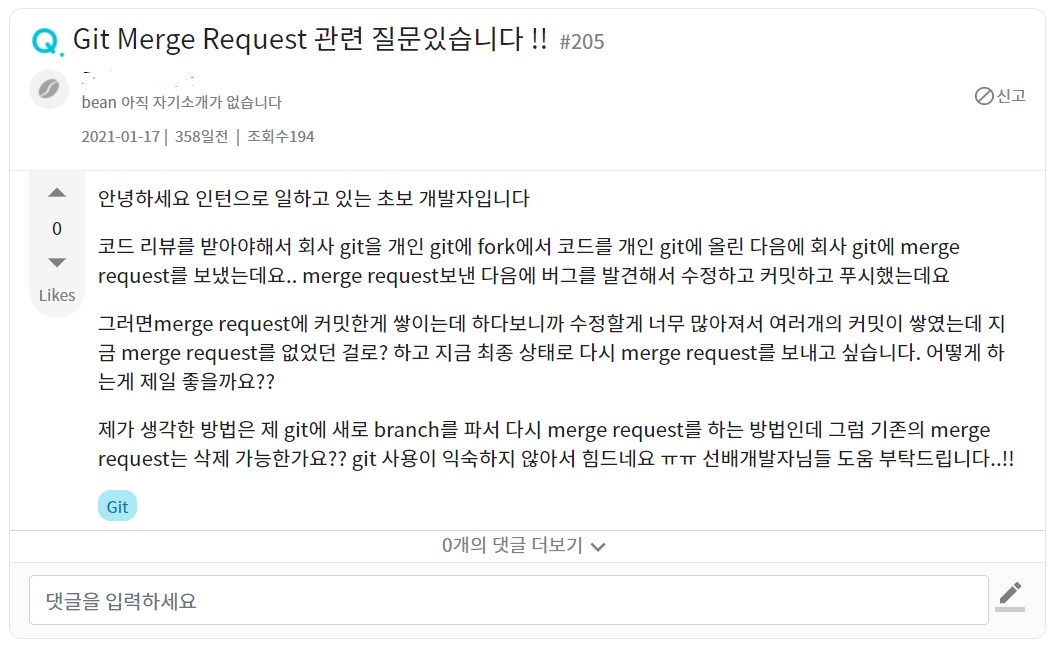 Q. Git Merge Request 관련 질문있습니다 !! #205
bean 아직 자기소개가 없습니다
신고
2021-01-17 | 358일전 | 조회수194
0
Likes
안녕하세요 인턴으로 일하고 있는 초보 개발자입니다
코드 리뷰를 받아야해서 회사 git을 개인 git에 fork에서 코드를 개인 git에 올린 다음에 회사 git에 merge
request를 보냈는데요.. merge request보낸 다음에 버그를 발견해서 수정하고 커밋하고 푸시했는데요
그러면merge request에 커밋한게 쌓이는데 하다보니까 수정할게 너무 많아져서 여러개의 커밋이 쌓였는데 지
금 merge request를 없었던 걸로? 하고 지금 최종 상태로 다시 merge request를 보내고 싶습니다. 어떻게 하
는게 제일 좋을까요??
제가 생각한 방법은 제 git에 새로 branch를 파서 다시 merge request를 하는 방법인데 그럼 기존의 merge
request는 삭제 가능한가요?? git 사용이 익숙하지 않아서 힘드네요 ㅠㅠ 선배개발자님들 도움 부탁드립니다..!!
Git
0개의 댓글 더보기
댓글을 입력하세요